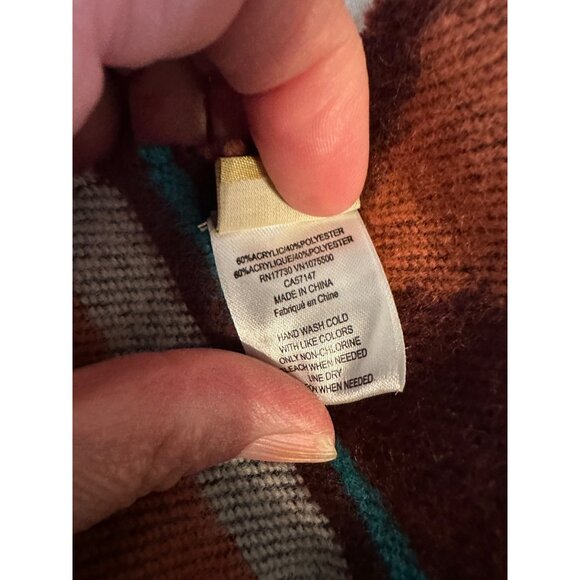 60%ACRYLIC/40%POLYESTER
60%ACRYLIQUE/40%POLYESTER
RN17730 VN1075500
CA57147
MADE IN CHINA
Fabriqué en Chine
HAND WASH COLD
WITH LIKE COLORS
ONLY NON-CHLORINE
BLEACH WHEN NEEDED
LINE DRY
WHEN NEEDED